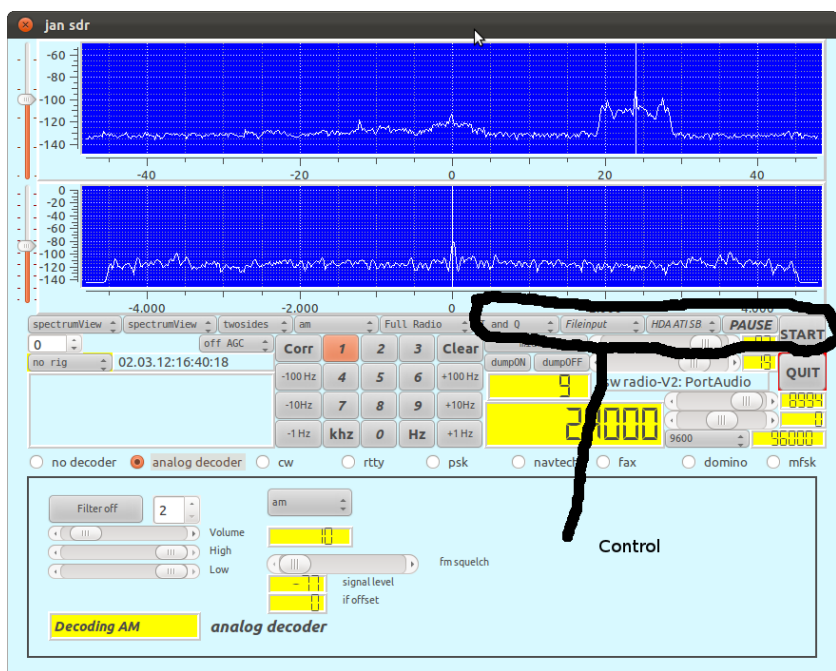 jan sdr
-60
-80
-100
-120
-140
-40 -20 0 20 40
0
-20
-40
-60
-80
-100
-120
-140
-4.000 -2.000 0 4.000
spectrumView spectrumView twosides am Full Radio and Q Fileinput HDA ATI SB PAUSE START
0 off AGC Corr 1 2 3 Clear
no rig 02.03.12:16:40:18 dumpON dumpOFF 19 QUIT
-100 Hz 4 5 6 +100 Hz 9 sw radio-V2: PortAudio
-10Hz 7 8 9 +10Hz 8994
-1 Hz khz 0 Hz +1 Hz 0
9600 96000
no decoder analog decoder cw rtty psk navtech fax domino mfsk
Filter off 2 am
Volume 10
High
Low fm squelch
-77 signal level
0 if offset
Decoding AM analog decoder
Control